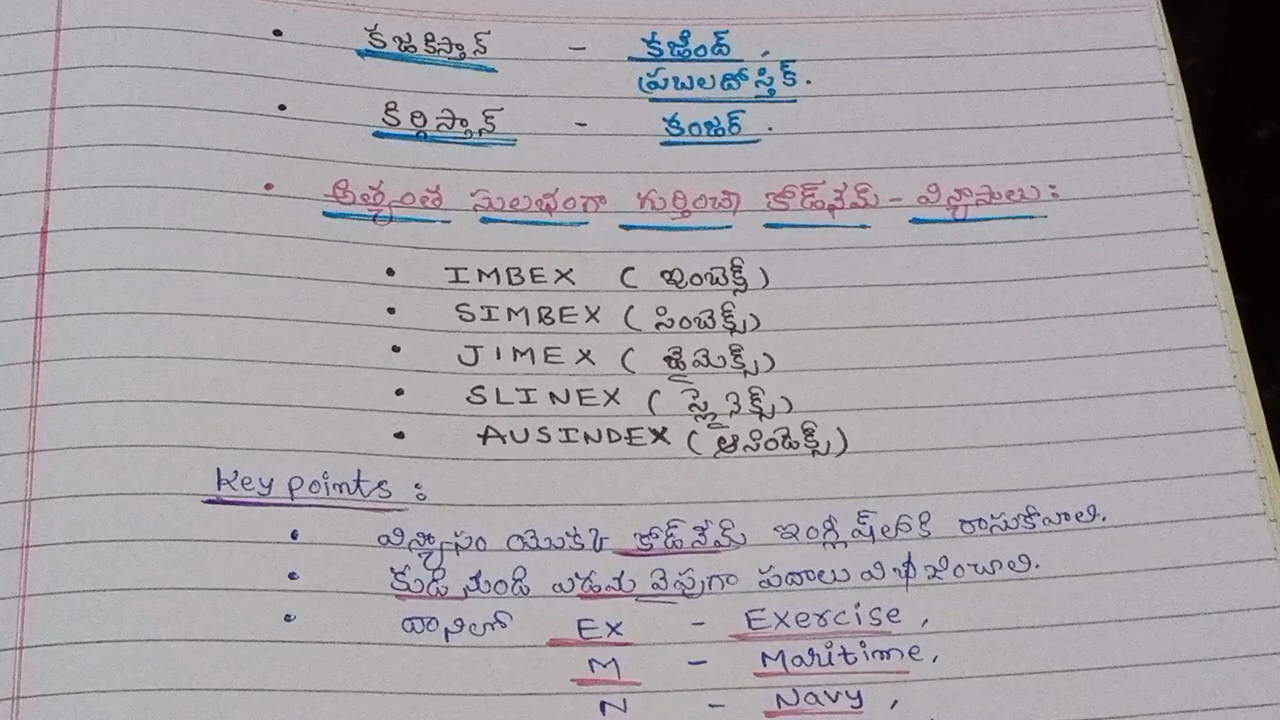 • కజకిస్తాన్ - కజింద్,
ప్రబలదోస్తిక్.
• కిర్గిస్తాన్ - కంజర్.
• అత్యంత సులభంగా గుర్తించా కోడ్‌నేమ్ - విన్యాసాలు:
• IMBEX (ఇంబెక్స్)
• SIMBEX (సింబెక్స్)
• JIMEX (జైమెక్స్)
• SLINEX (స్లైనెక్స్)
• AUSINDEX (ఆసిండెక్స్)
Key points:
• విన్యాసం యొక్క కోడ్‌నేమ్ ఇంగ్లీష్‌లోకి రాసుకోవాలి.
• కుడి నుండి ఎడమ వైపుగా పదాలు విభజించాలి.
• దానిలో EX - Exercise,
M - Maritime,
N - Navy,